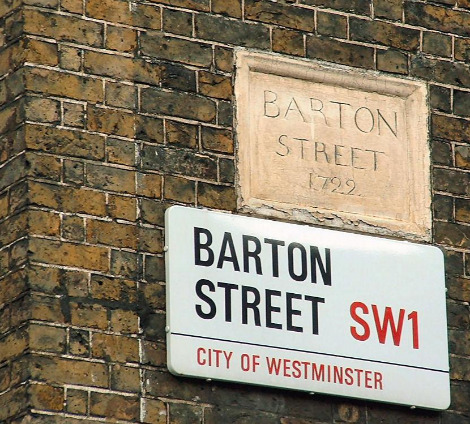 BARTON
STREET
1722
BARTON
STREET SW1
CITY OF WESTMINSTER